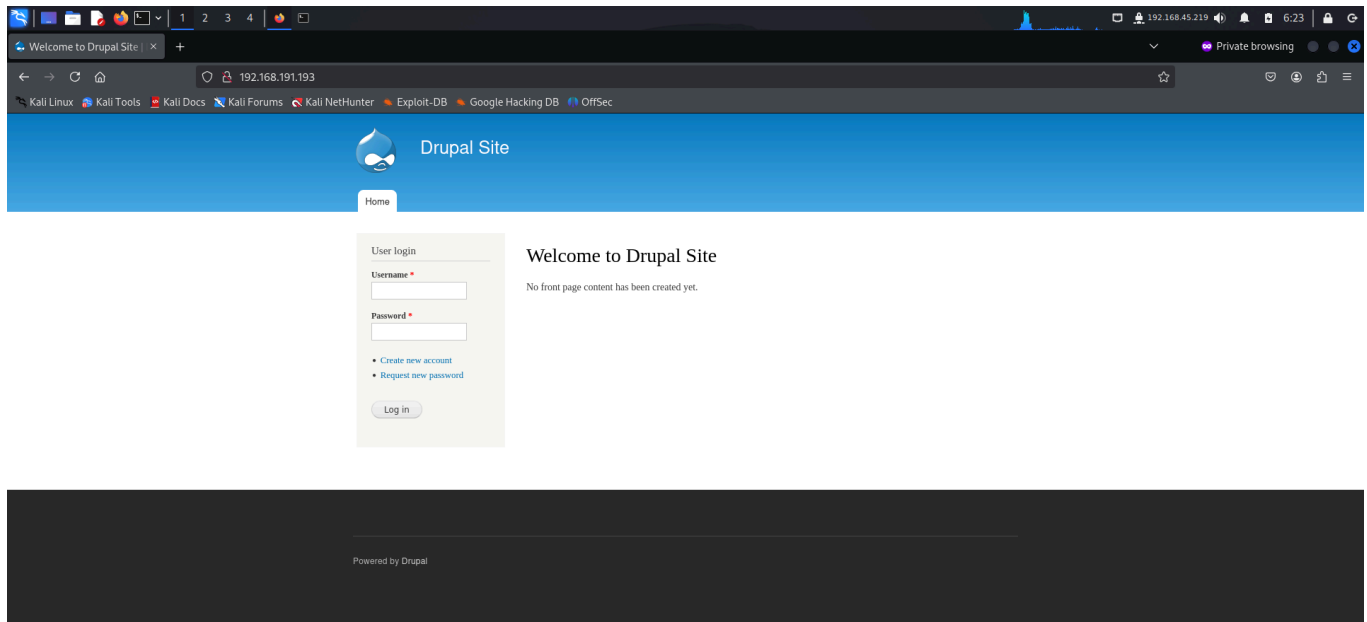 1 2 3 4 192.168.45.219 6:23
Welcome to Drupal Site | Private browsing
192.168.191.193
Kali Linux Kali Tools Kali Docs Kali Forums Kali NetHunter Exploit-DB Google Hacking DB OffSec
Drupal Site
Home
User login
Username *
Password *
Create new account
Request new password
Log in
Welcome to Drupal Site
No front page content has been created yet.
Powered by Drupal